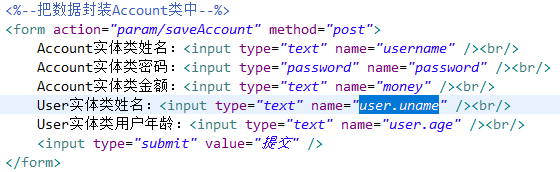 <%--把数据封装Account类中--%>
<form action="param/saveAccount" method="post">
Account实体类姓名：<input type="text" name="username" /><br/>
Account实体类密码：<input type="password" name="password" /><br/>
Account实体类金额：<input type="text" name="money" /><br/>
User实体类姓名：<input type="text" name="user.uname" /><br/>
User实体类用户年龄：<input type="text" name="user.age" /><br/>
<input type="submit" value="提交" />
</form>